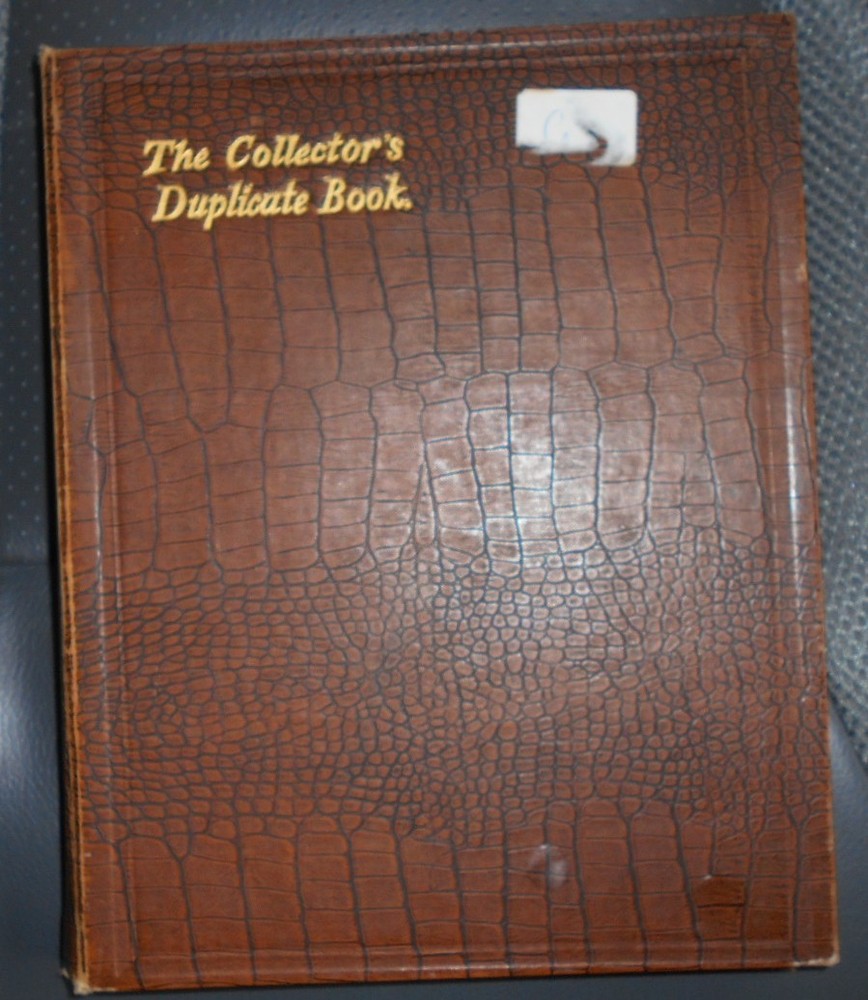 The Collector's
Duplicate Book.